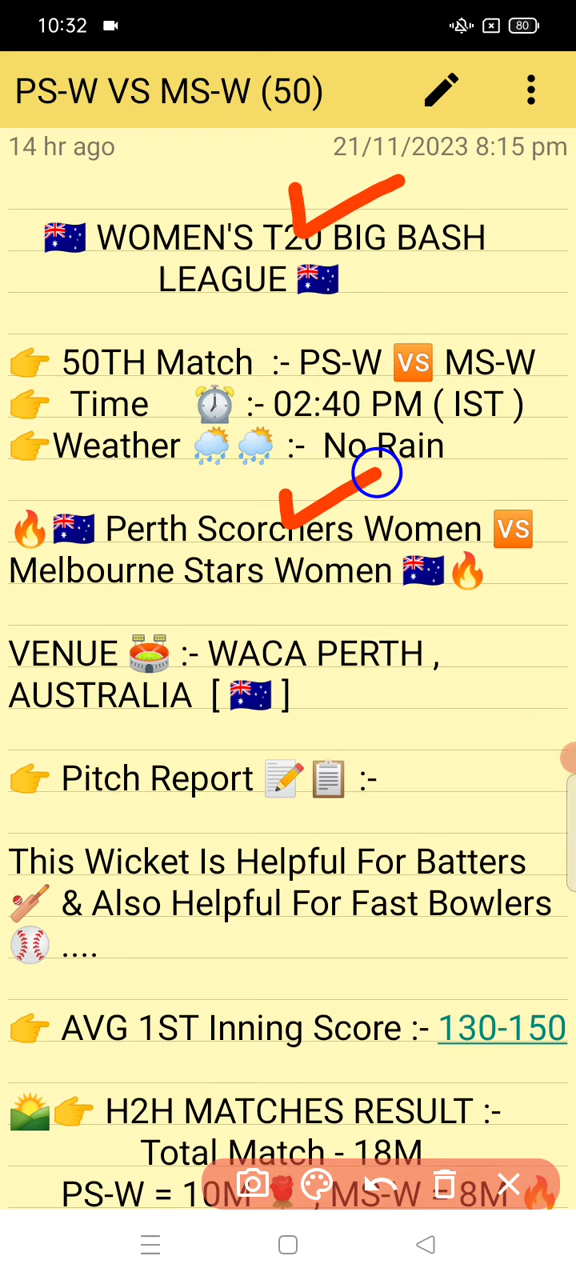 10:32
80
PS-W VS MS-W (50)
14 hr ago 21/11/2023 8:15 pm
🇦🇺 WOMEN'S T20 BIG BASH
LEAGUE 🇦🇺
👉 50TH Match :- PS-W 🆚 MS-W
👉 Time ⏰ :- 02:40 PM ( IST )
👉Weather 🌦️🌦️ :- No Rain
🔥🇦🇺 Perth Scorchers Women 🆚
Melbourne Stars Women 🇦🇺🔥
VENUE 🏟️ :- WACA PERTH ,
AUSTRALIA [ 🇦🇺 ]
👉 Pitch Report 📝📋 :-
This Wicket Is Helpful For Batters
🏏 & Also Helpful For Fast Bowlers
⚾ ....
👉 AVG 1ST Inning Score :- 130-150
🌄👉 H2H MATCHES RESULT :-
Total Match - 18M
PS-W = 10M🌹 , MS-W = 8M 🔥